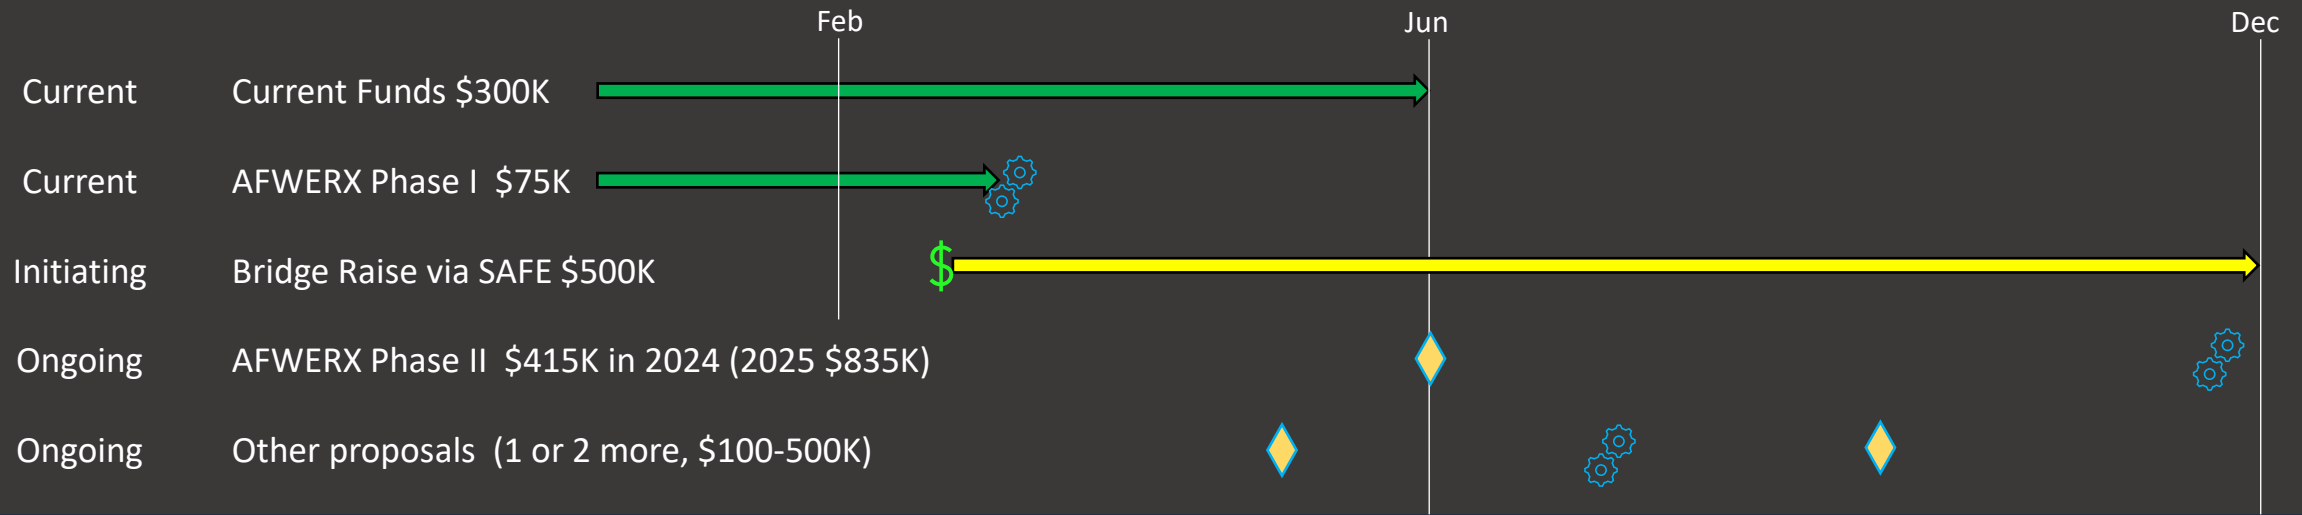 Feb Jun Dec
Current Current Funds $300K
Current AFWERX Phase I $75K
Initiating Bridge Raise via SAFE $500K $
Ongoing AFWERX Phase II $415K in 2024 (2025 $835K)
Ongoing Other proposals (1 or 2 more, $100-500K)